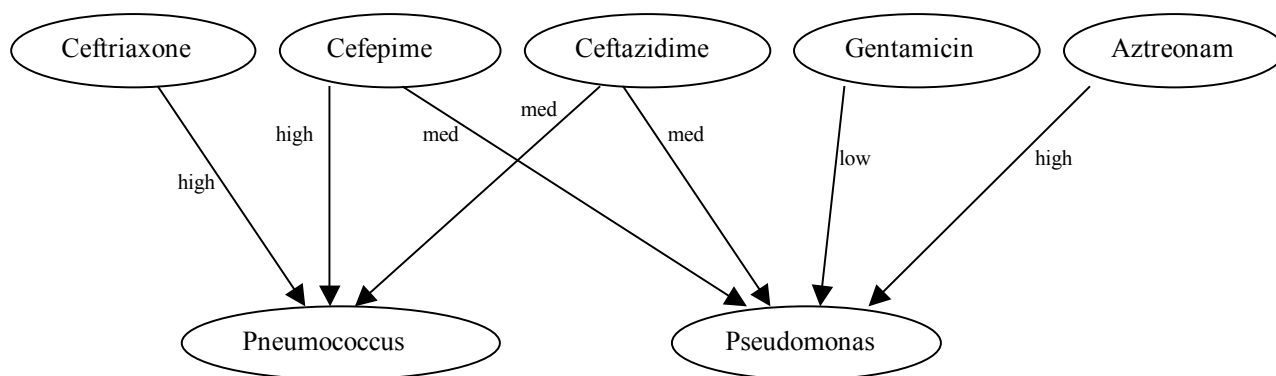 Ceftriaxone
Cefepime
Ceftazidime
Gentamicin
Aztreonam
high
high
med
med
med
low
high
Pneumococcus
Pseudomonas